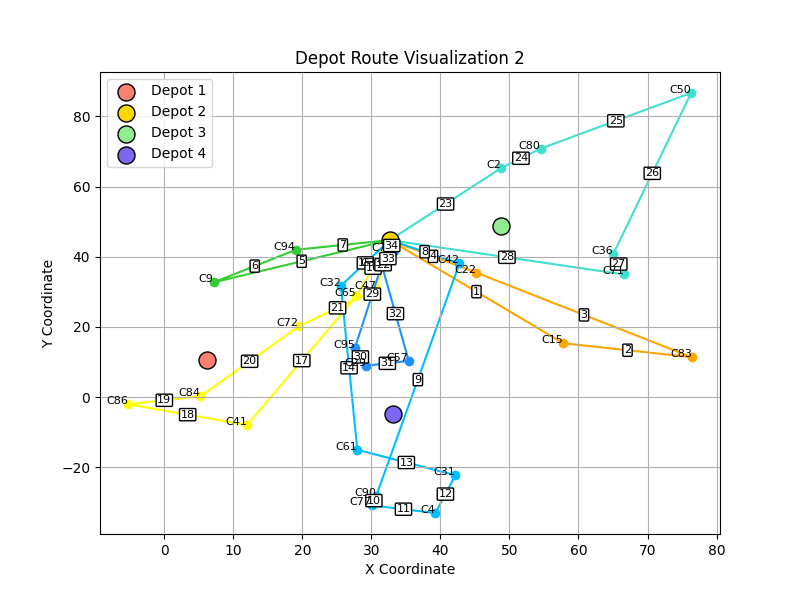 Depot Route Visualization 2
Depot 1
Depot 2
Depot 3
Depot 4
Y Coordinate
80
60
40
20
0
−20
0
10
20
30
40
50
60
70
80
X Coordinate
C50
25
C80
24
C2
26
23
C94
7
34
C36
8
4
C42
28
27
C71
6
5
33
C22
C9
C32
C47
C65
29
1
21
32
3
C72
C95
C15
2
C83
30
C57
31
20
17
14
9
C84
19
C86
18
C41
C61
13
C31
C90
12
10
11
C4